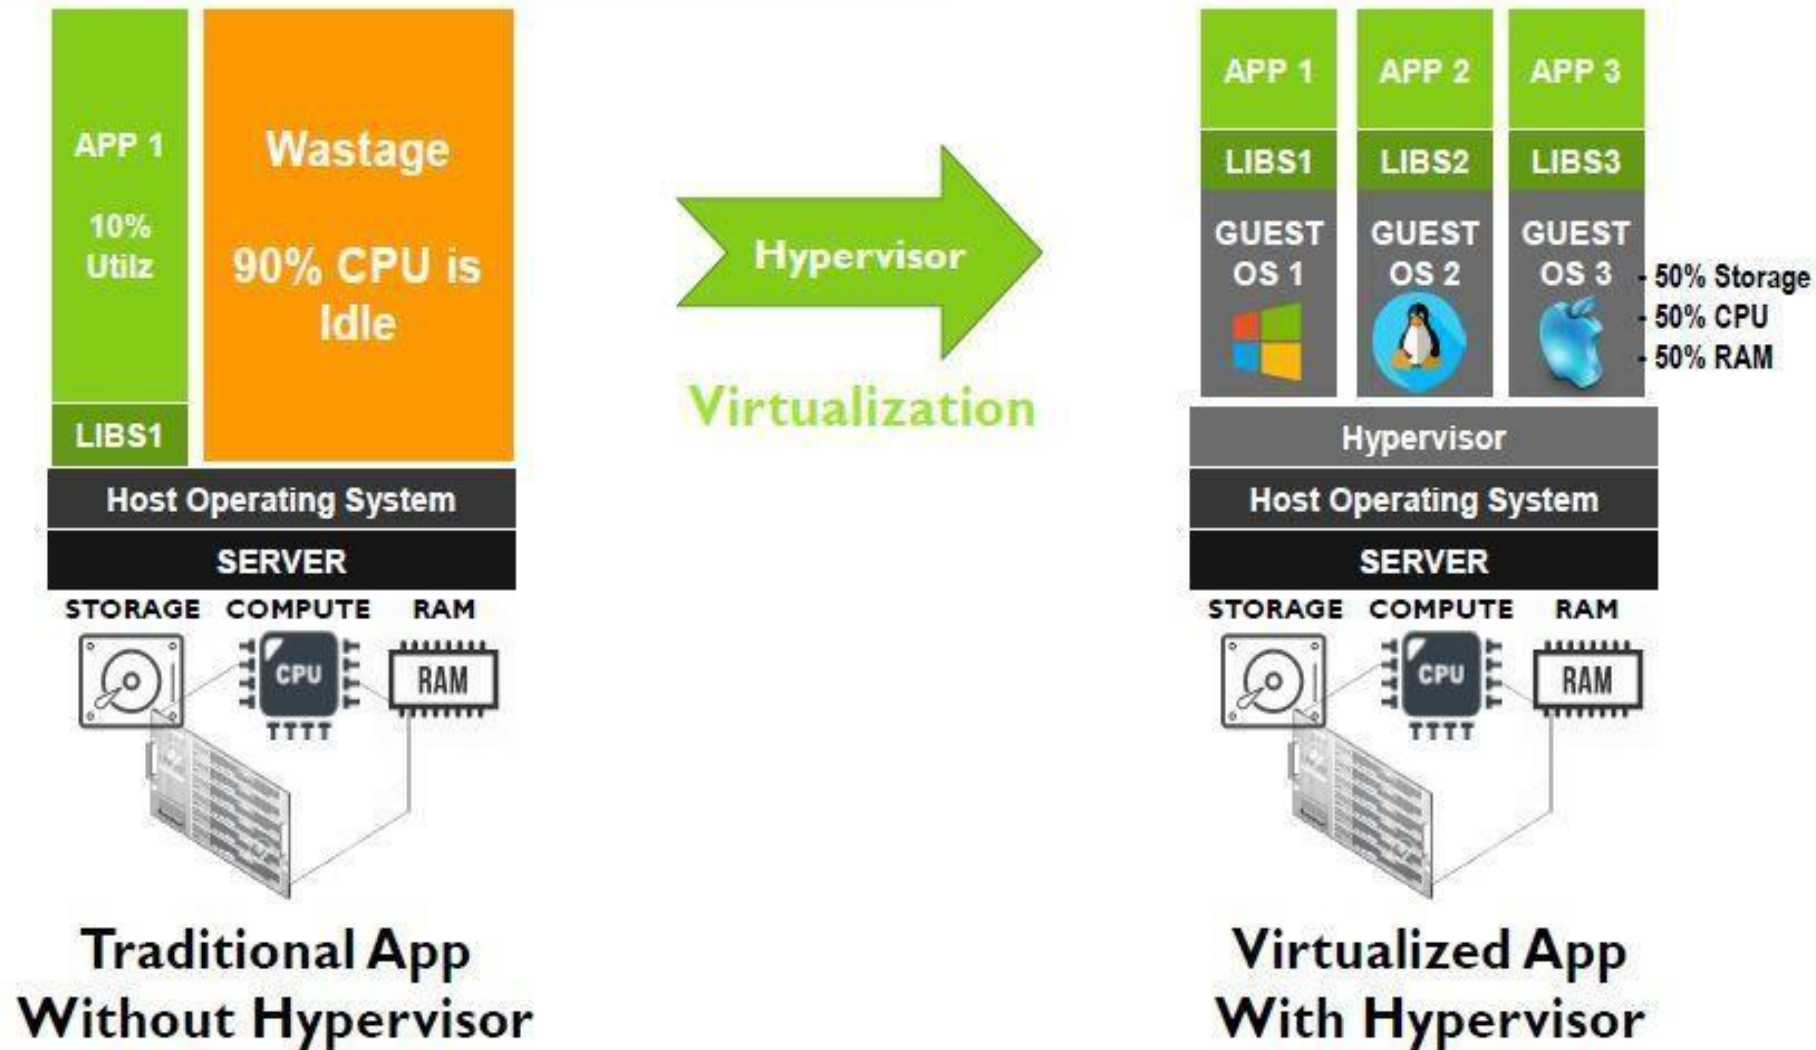 APP 1
10%
Utilz
LIBS1
Wastage
90% CPU is
Idle
Host Operating System
SERVER
STORAGE COMPUTE RAM
CPU
RAM
Traditional App
Without Hypervisor
Hypervisor
Virtualization
APP 1 APP 2 APP 3
LIBS1 LIBS2 LIBS3
GUEST GUEST GUEST
OS 1 OS 2 OS 3
- 50% Storage
- 50% CPU
- 50% RAM
Hypervisor
Host Operating System
SERVER
STORAGE COMPUTE RAM
CPU
RAM
Virtualized App
With Hypervisor